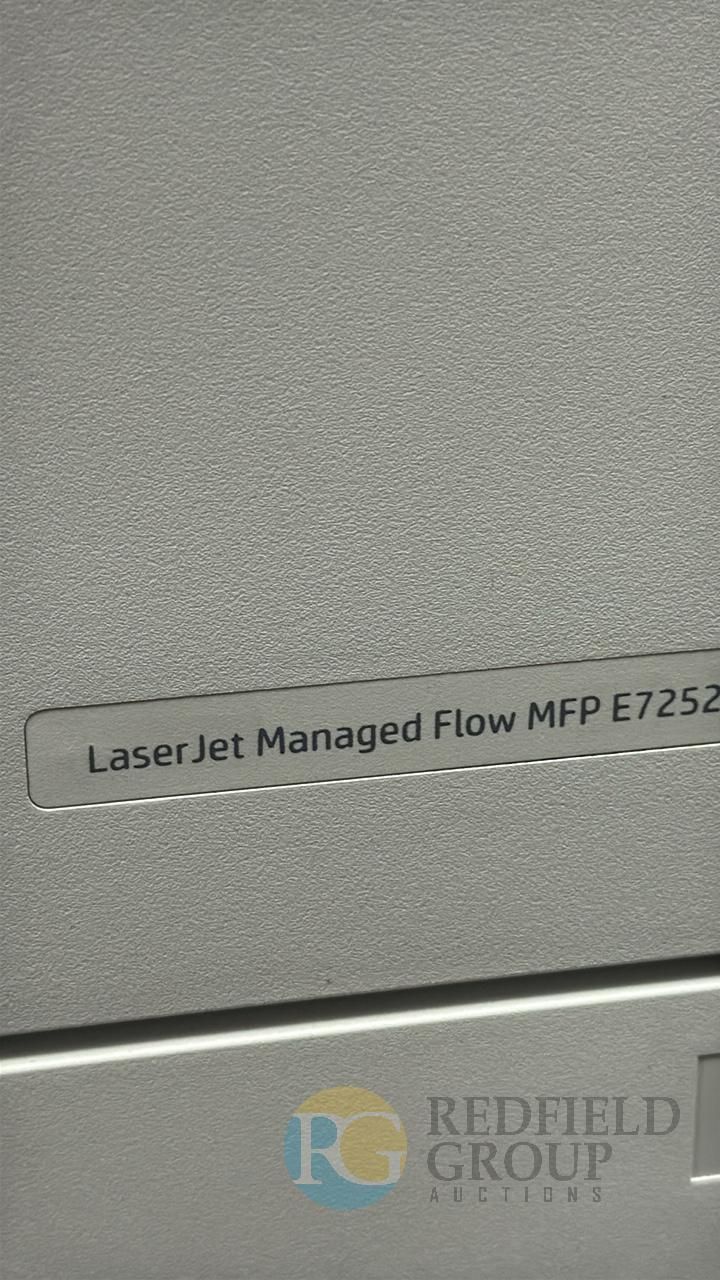 LaserJet Managed Flow MFP E7252
RG REDFIELD
GROUP
AUCTIONS